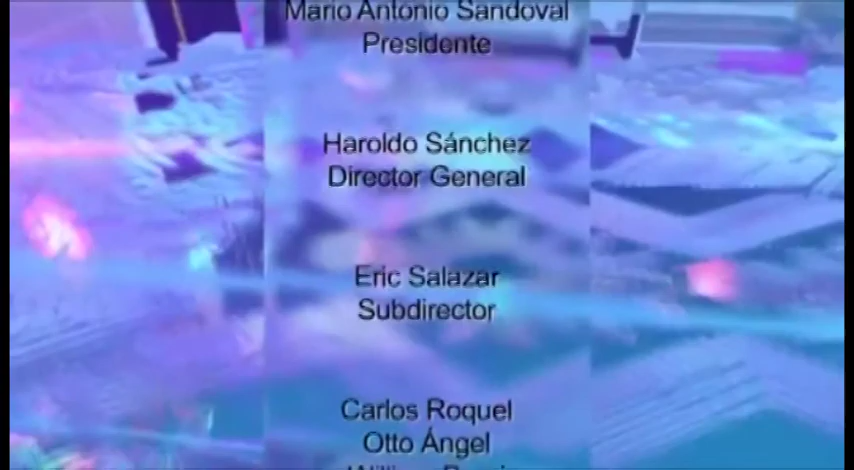 Mario Antonio Sandoval
Presidente
Haroldo Sánchez
Director General
Eric Salazar
Subdirector
Carlos Roquel
Otto Ángel